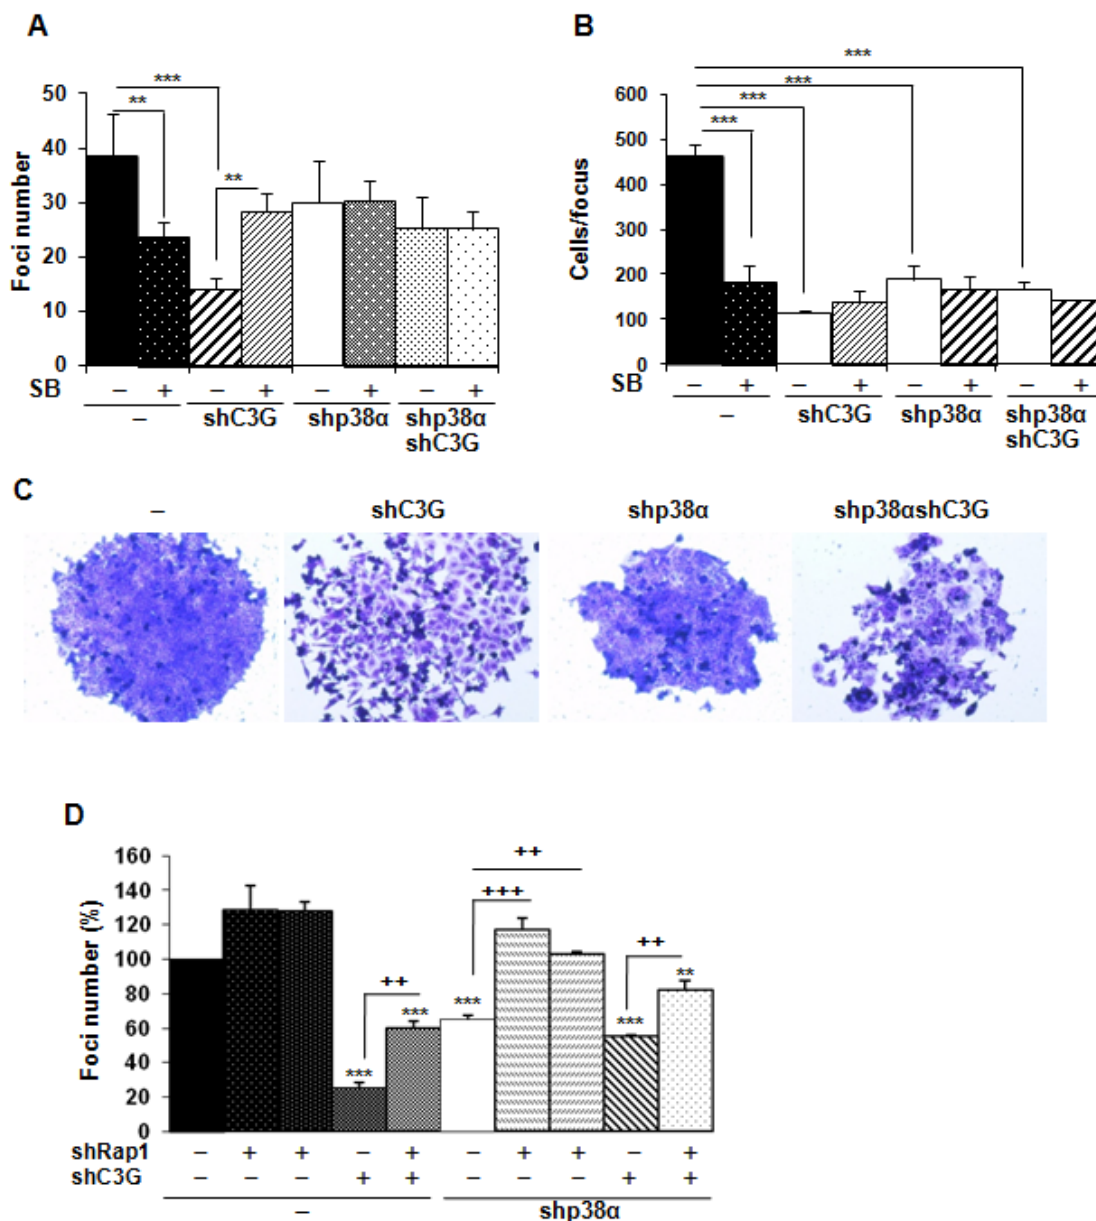 A
***
**
**
Foci number
50
40
30
20
10
0
SB – + – + – + – +
– shC3G shp38α shp38α
shC3G
B
***
***
***
***
Cells/focus
600
500
400
300
200
100
0
SB – + – + – + – +
– shC3G shp38α shp38α
shC3G
C
– shC3G shp38α shp38αshC3G
D
++
+++
++
++
***
***
***
***
**
Foci number (%)
160
140
120
100
80
60
40
20
0
shRap1 – + + – + – + + – +
shC3G – – – + + – – – + +
– shp38α